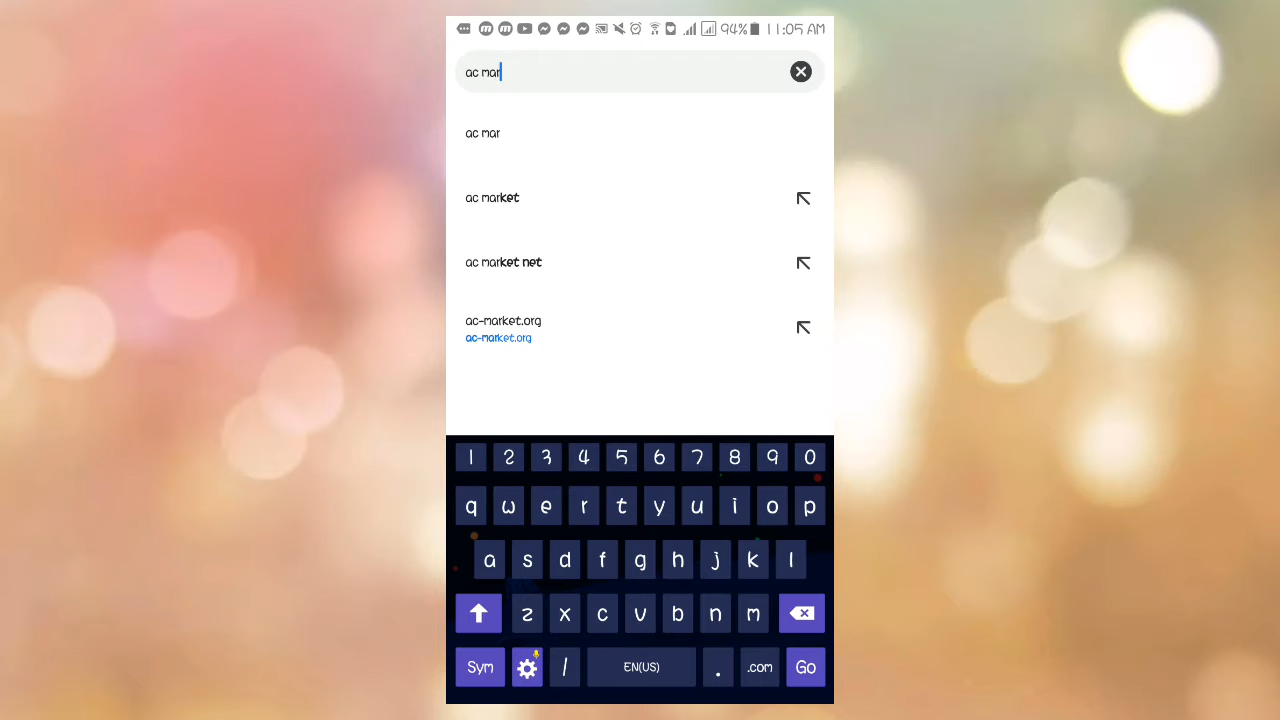 94% 11:05 AM
ac mar
ac mar
ac market
ac market net
ac-market.org
ac-market.org
1 2 3 4 5 6 7 8 9 0
q w e r t y u i o p
a s d f g h j k l
z x c v b n m
Sym / EN(US) . .com Go